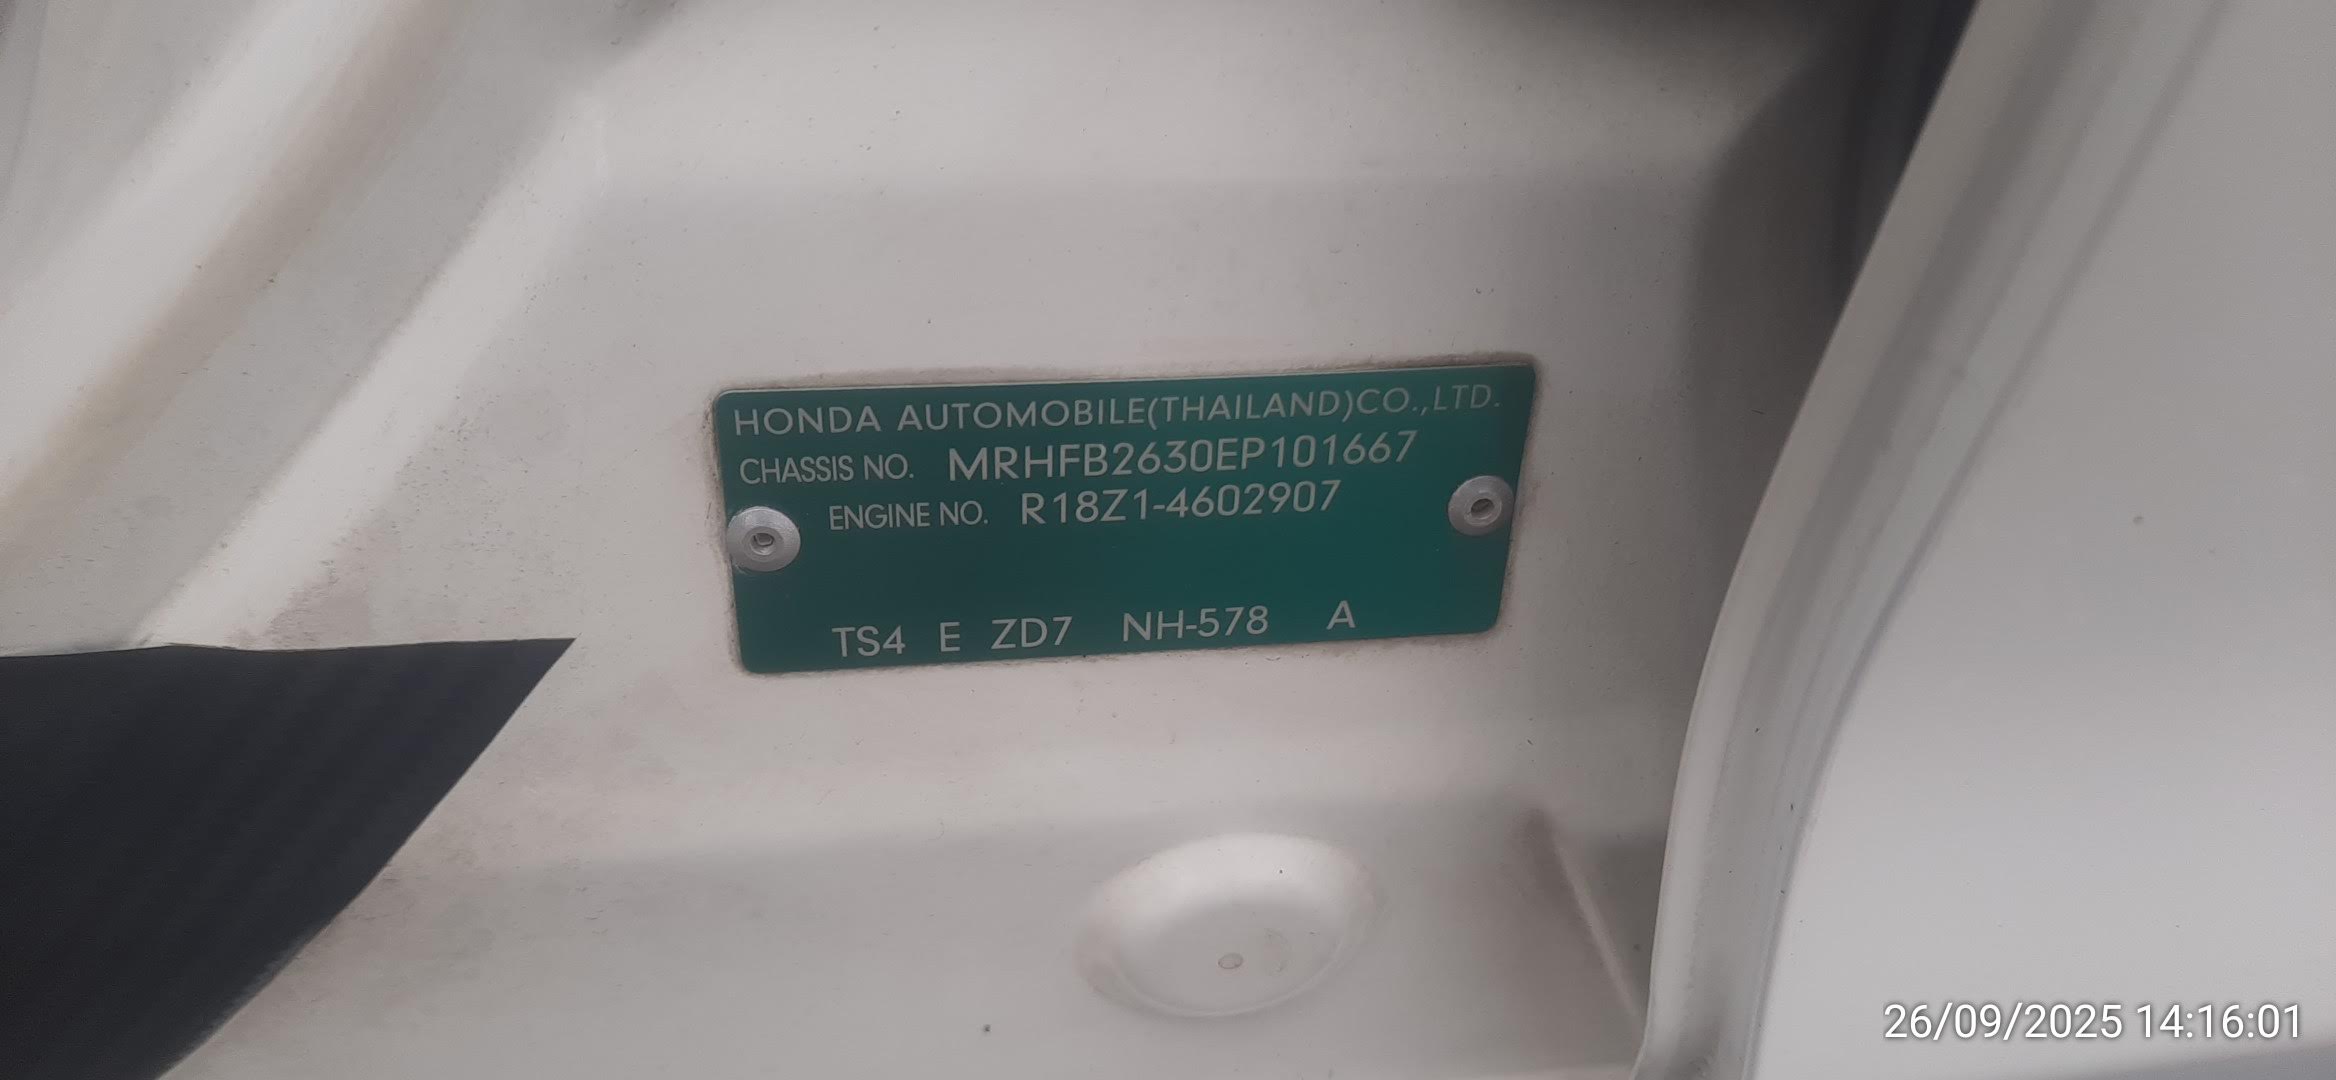 HONDA AUTOMOBILE(THAILAND)CO.,LTD.
CHASSIS NO. MRHFB2630EP101667
ENGINE NO. R18Z1-4602907
TS4 E ZD7 NH-578 A
26/09/2025 14:16:01